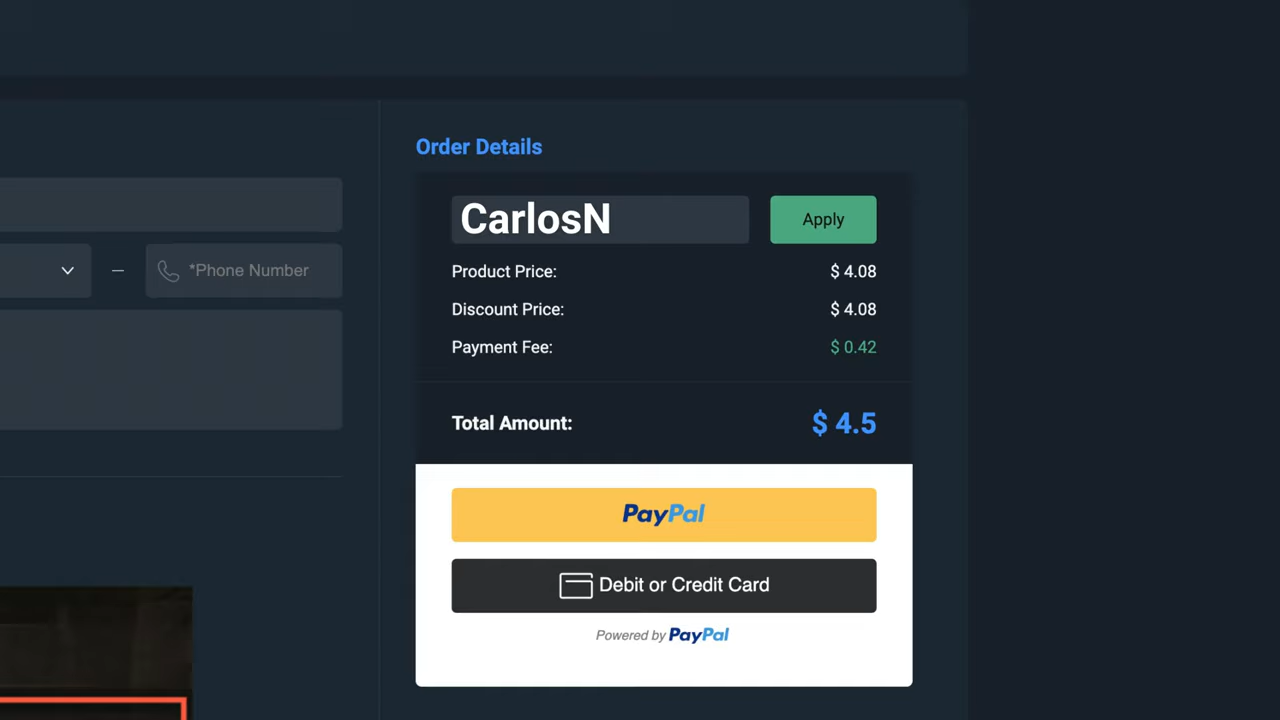 Order Details
CarlosN
Apply
Product Price: $ 4.08
Discount Price: $ 4.08
*Phone Number
Payment Fee: $ 0.42
Total Amount: $ 4.5
PayPal
Debit or Credit Card
Powered by PayPal